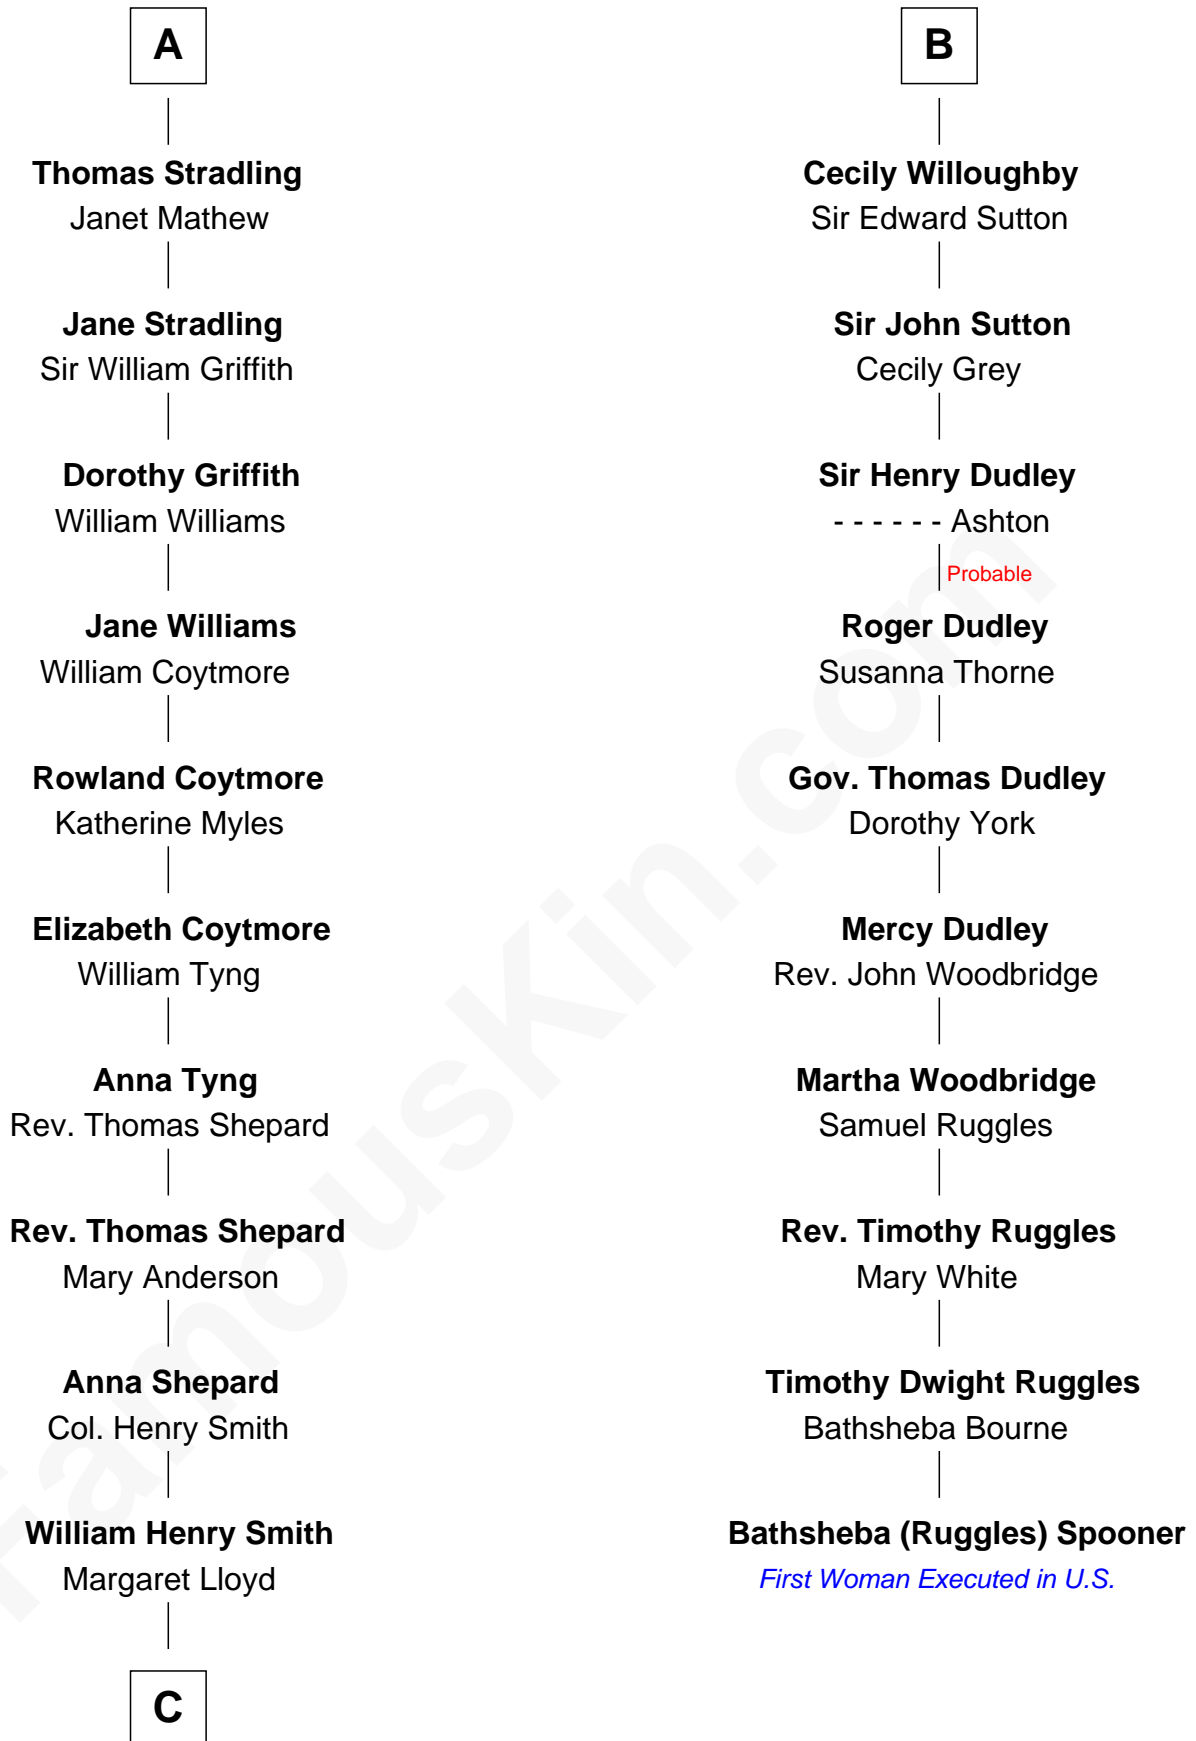 A
Thomas Stradling
Janet Mathew
Jane Stradling
Sir William Griffith
Dorothy Griffith
William Williams
Jane Williams
William Coytmore
Rowland Coytmore
Katherine Myles
Elizabeth Coytmore
William Tyng
Anna Tyng
Rev. Thomas Shepard
Rev. Thomas Shepard
Mary Anderson
Anna Shepard
Col. Henry Smith
William Henry Smith
Margaret Lloyd
C
B
Cecily Willoughby
Sir Edward Sutton
Sir John Sutton
Cecily Grey
Sir Henry Dudley
- - - - - - Ashton
Probable
Roger Dudley
Susanna Thorne
Gov. Thomas Dudley
Dorothy York
Mercy Dudley
Rev. John Woodbridge
Martha Woodbridge
Samuel Ruggles
Rev. Timothy Ruggles
Mary White
Timothy Dwight Ruggles
Bathsheba Bourne
Bathsheba (Ruggles) Spooner
First Woman Executed in U.S.
FamousKin.com